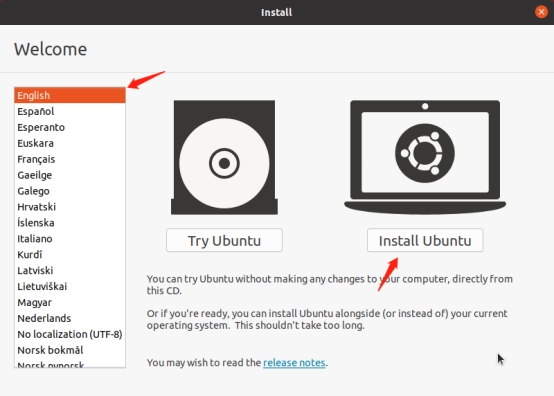 Install
Welcome
English
Español
Esperanto
Euskara
Français
Gaeilge
Galego
Hrvatski
Íslenska
Italiano
Kurdî
Latviski
Lietuviškai
Magyar
Nederlands
No localization (UTF-8)
Norsk bokmål
Norsk nynorsk
Try Ubuntu
Install Ubuntu
You can try Ubuntu without making any changes to your computer, directly from
this CD.
Or if you're ready, you can install Ubuntu alongside (or instead of) your current
operating system. This shouldn't take too long.
You may wish to read the release notes.